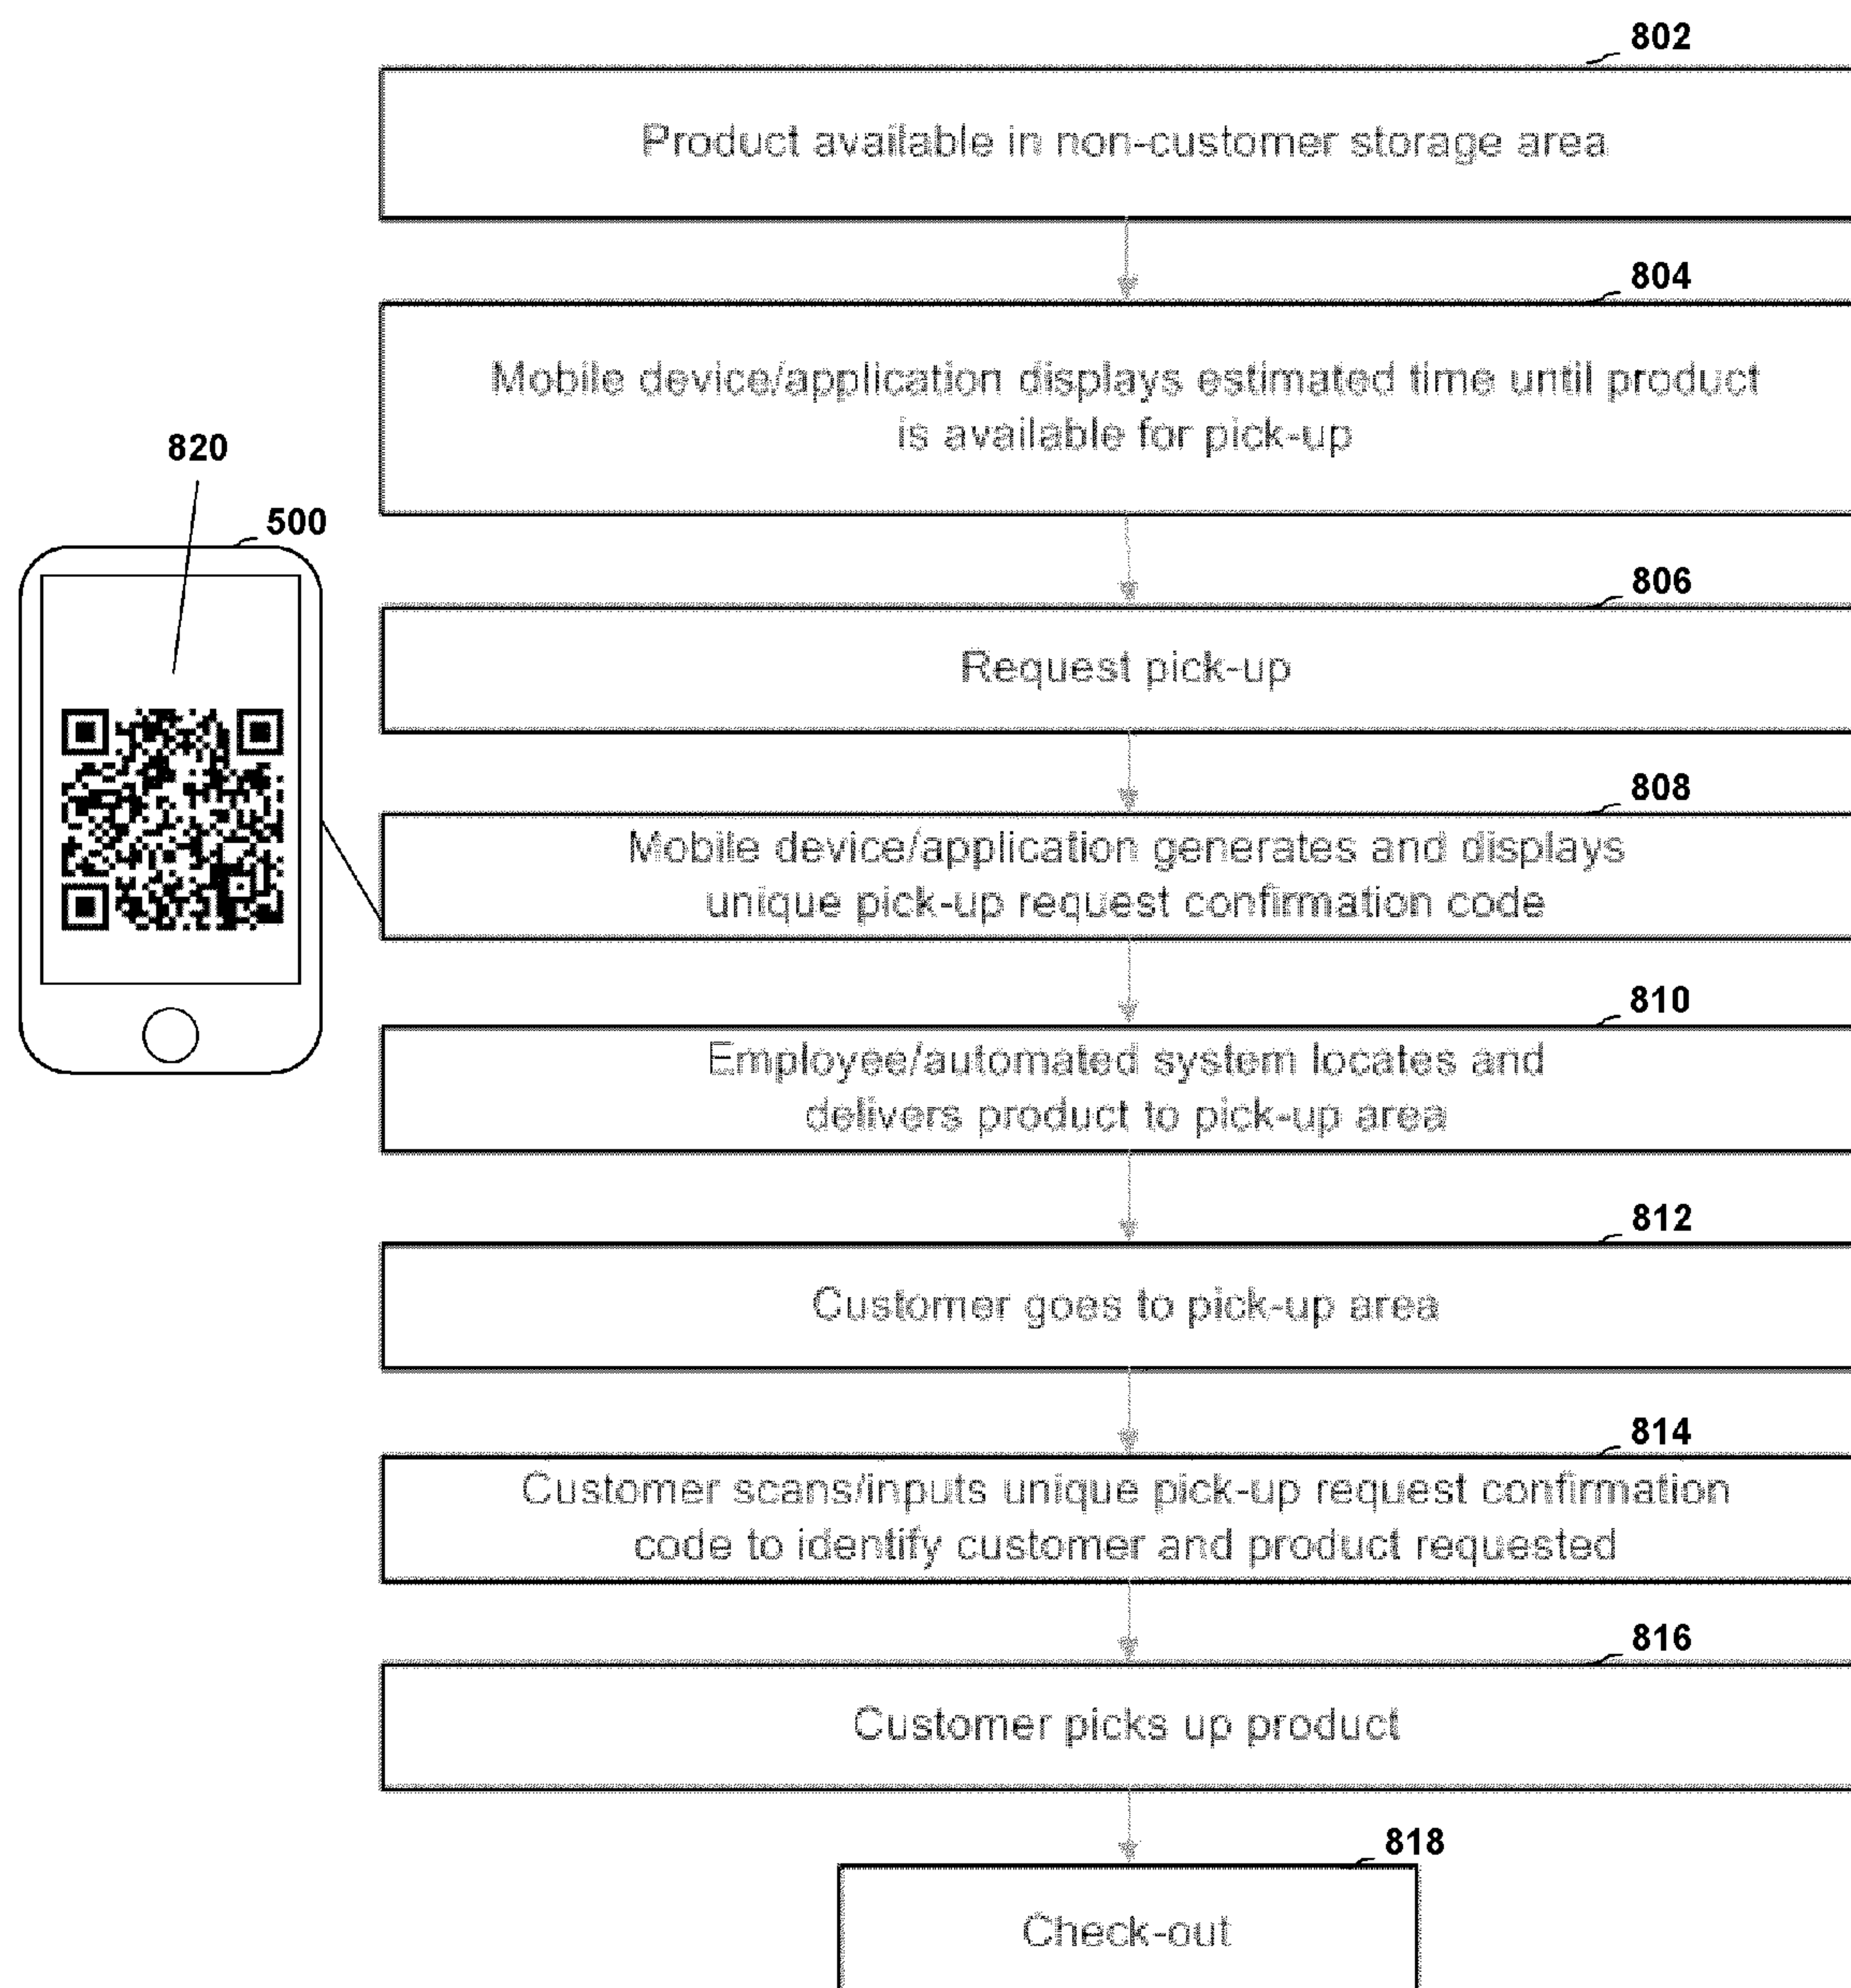 802
Product available in non-customer storage area
804
Mobile device/application displays estimated time until product
is available for pick-up
820
500
806
Request pick-up
808
Mobile device/application generates and displays
unique pick-up request confirmation code
810
Employee/automated system locates and
delivers product to pick-up area
812
Customer goes to pick-up area
814
Customer scans/inputs unique pick-up request confirmation
code to identify customer and product requested
816
Customer picks up product
818
Check-out